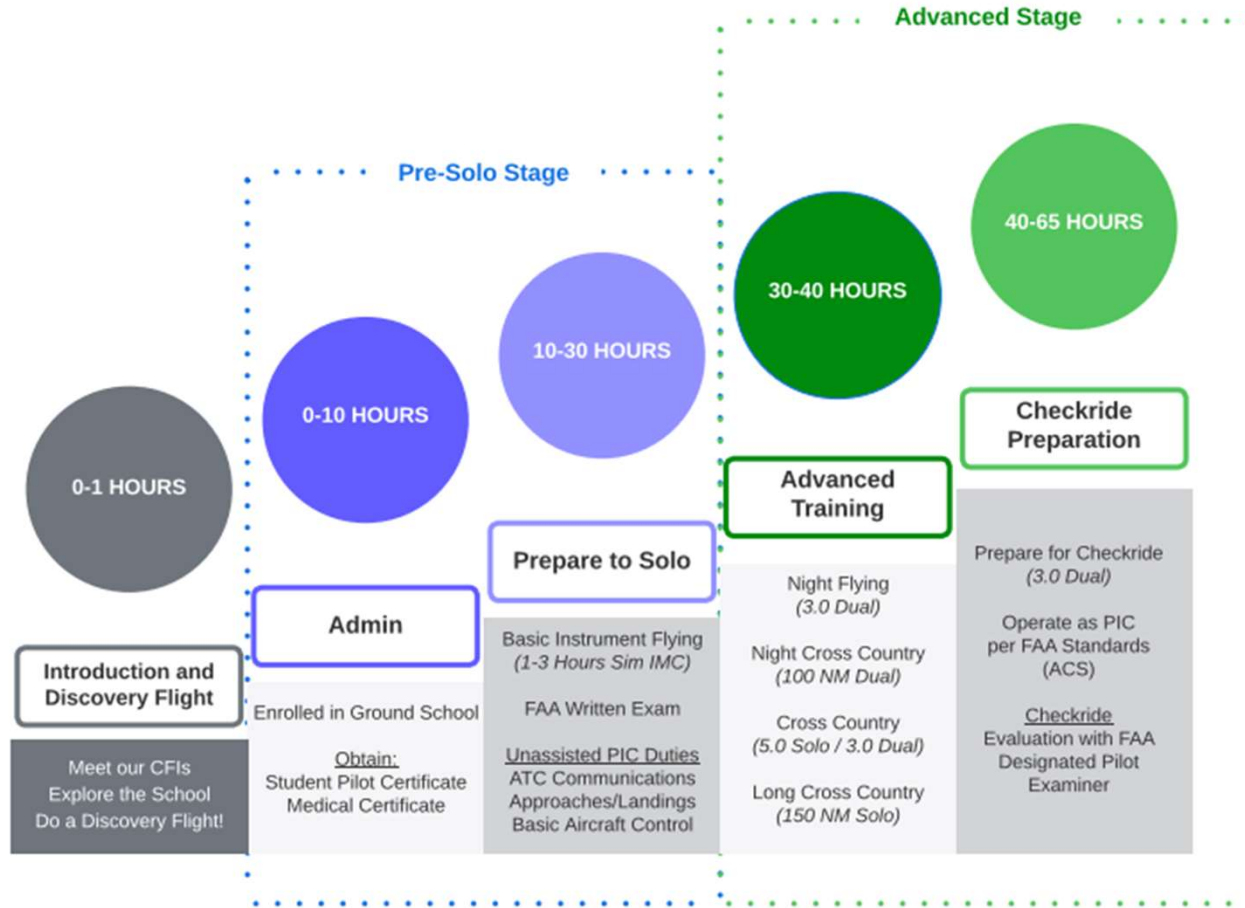 Advanced Stage
Pre-Solo Stage
0-1 HOURS
Introduction and
Discovery Flight
Meet our CFIs
Explore the School
Do a Discovery Flight!
0-10 HOURS
Admin
Enrolled in Ground School
Obtain:
Student Pilot Certificate
Medical Certificate
10-30 HOURS
Prepare to Solo
Basic Instrument Flying
(1-3 Hours Sim IMC)
FAA Written Exam
Unassisted PIC Duties
ATC Communications
Approaches/Landings
Basic Aircraft Control
30-40 HOURS
Advanced
Training
Night Flying
(3.0 Dual)
Night Cross Country
(100 NM Dual)
Cross Country
(5.0 Solo / 3.0 Dual)
Long Cross Country
(150 NM Solo)
40-65 HOURS
Checkride
Preparation
Prepare for Checkride
(3.0 Dual)
Operate as PIC
per FAA Standards
(ACS)
Checkride
Evaluation with FAA
Designated Pilot
Examiner